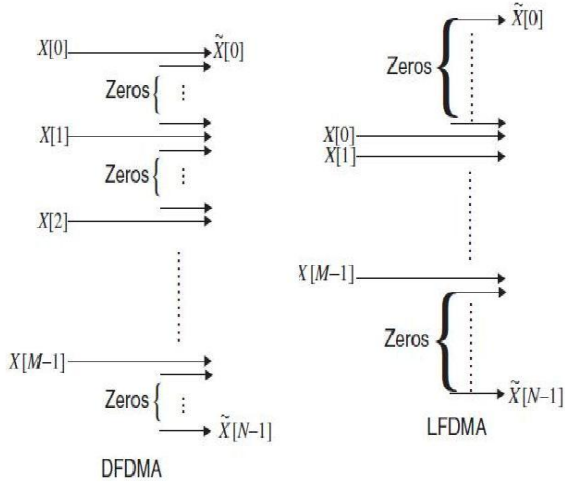 X[0] X̃[0]
Zeros
X[1]
Zeros
X[2]
X[M–1]
Zeros
X̃[N–1]
DFDMA
X̃[0]
Zeros
X[0]
X[1]
X[M–1]
Zeros
X̃[N–1]
LFDMA